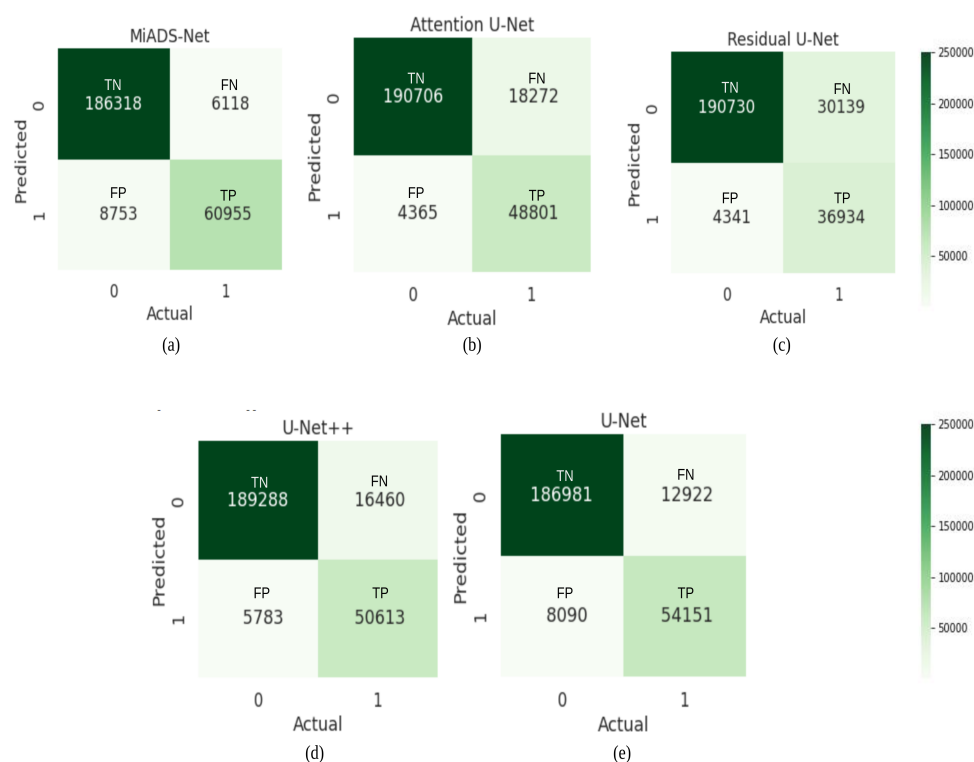 MiADS-Net
TN
186318
FN
6118
FP
8753
TP
60955
Predicted
0
1
0
1
Actual
(a)
Attention U-Net
TN
190706
FN
18272
FP
4365
TP
48801
Predicted
0
1
0
1
Actual
(b)
Residual U-Net
TN
190730
FN
30139
FP
4341
TP
36934
Predicted
0
1
0
1
Actual
(c)
250000
200000
150000
100000
50000
U-Net++
TN
189288
FN
16460
FP
5783
TP
50613
Predicted
0
1
0
1
Actual
(d)
U-Net
TN
186981
FN
12922
FP
8090
TP
54151
Predicted
0
1
0
1
Actual
(e)
250000
200000
150000
100000
50000